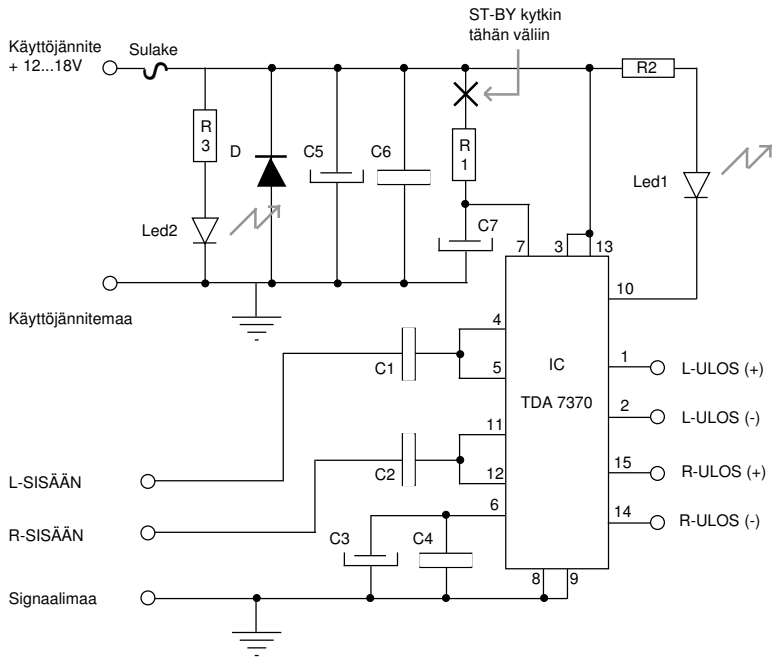 ST-BY kytkin
tähän väliin
Käyttöjännite
+ 12...18V
Sulake
R2
R
3
D
C5
C6
R
1
Led1
Led2
C7
7
3
13
10
Käyttöjännitemaa
4
C1
5
IC
TDA 7370
1
L-ULOS (+)
2
L-ULOS (-)
11
C2
12
15
R-ULOS (+)
L-SISÄÄN
6
14
R-ULOS (-)
R-SISÄÄN
C3
C4
8
9
Signaalimaa